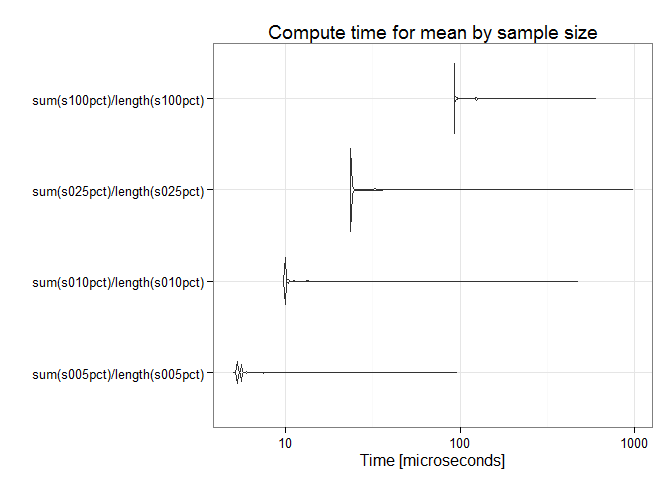 Compute time for mean by sample size
sum(s100pct)/length(s100pct)
sum(s025pct)/length(s025pct)
sum(s010pct)/length(s010pct)
sum(s005pct)/length(s005pct)
10 100 1000
Time [microseconds]